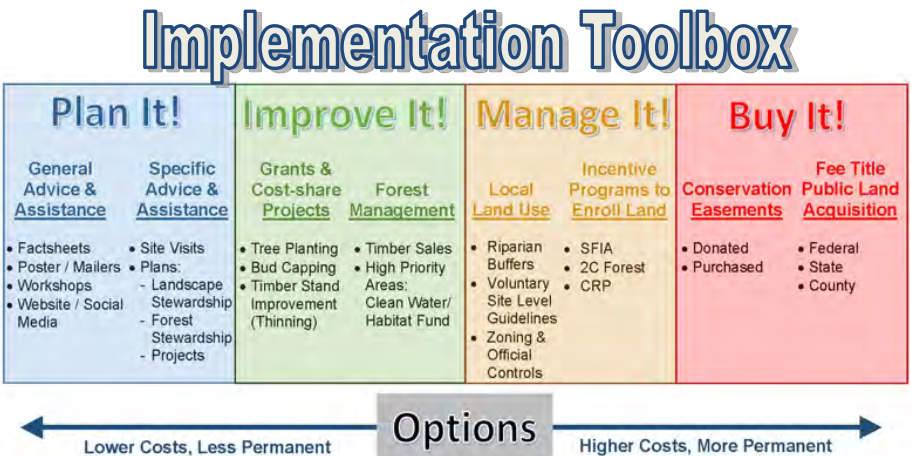 Implementation Toolbox
Plan It!
General
Advice &
Assistance
• Factsheets
• Poster / Mailers
• Workshops
• Website / Social
Media
Specific
Advice &
Assistance
• Site Visits
• Plans:
- Landscape
Stewardship
- Forest
Stewardship
- Projects
Improve It!
Grants &
Cost-share
Projects
• Tree Planting
• Bud Capping
• Timber Stand
Improvement
(Thinning)
Forest
Management
• Timber Sales
• High Priority
Areas:
Clean Water/
Habitat Fund
Manage It!
Local
Land Use
• Riparian
Buffers
• Voluntary
Site Level
Guidelines
• Zoning &
Official
Controls
Incentive
Programs to
Enroll Land
• SFIA
• 2C Forest
• CRP
Buy It!
Conservation
Easements
• Donated
• Purchased
Fee Title
Public Land
Acquisition
• Federal
• State
• County
Options
Lower Costs, Less Permanent
Higher Costs, More Permanent